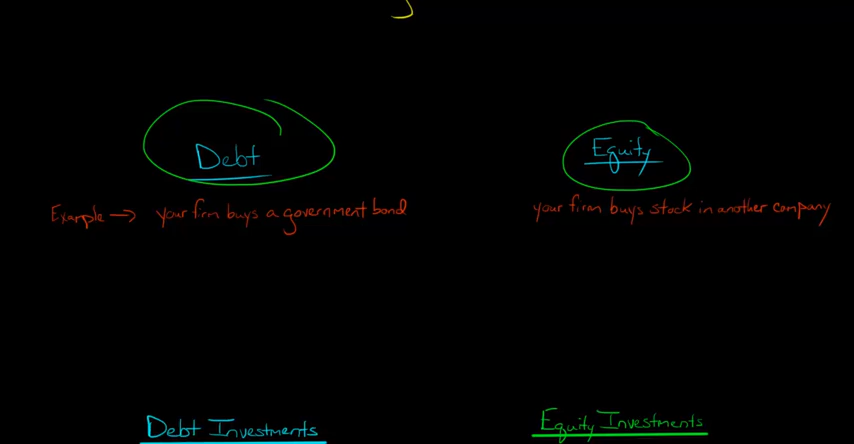 Debt
Equity
Example → your firm buys a government bond
your firm buys stock in another company
Debt Investments
Equity Investments